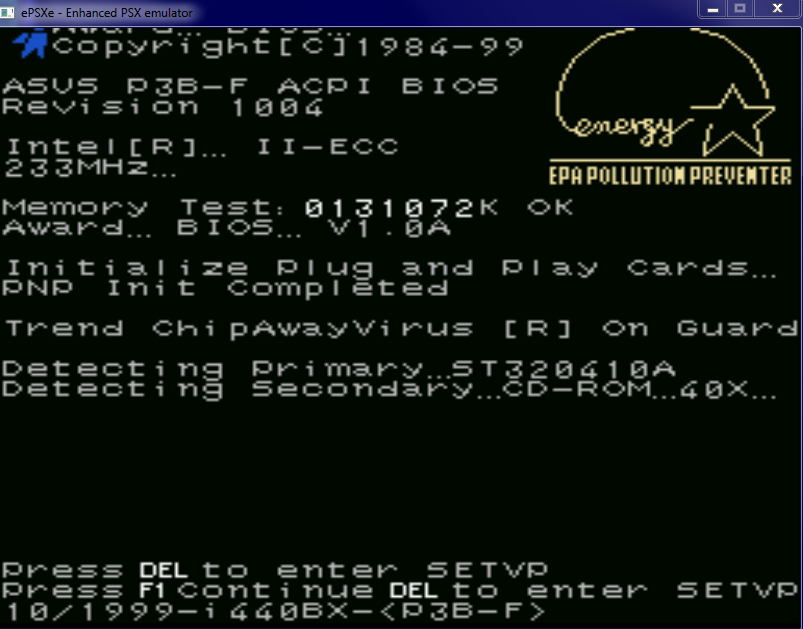 ePSXe - Enhanced PSX emulator
Award... BIOS...
Copyright[C]1984-99
ASUS P3B-F ACPI BIOS
Revision 1004
energy
EPA POLLUTION PREVENTER
Intel[R]... II-ECC
233MHz...
Memory Test: 0131072K OK
Award... BIOS... V1.0A
Initialize Plug and Play Cards...
PNP Init Completed
Trend ChipAwayVirus [R] On Guard
Detecting Primary...ST320410A
Detecting Secondary...CD-ROM...40X...
Press DEL to enter SETVP
Press F1 Continue DEL to enter SETVP
10/1999-i440BX-<P3B-F>